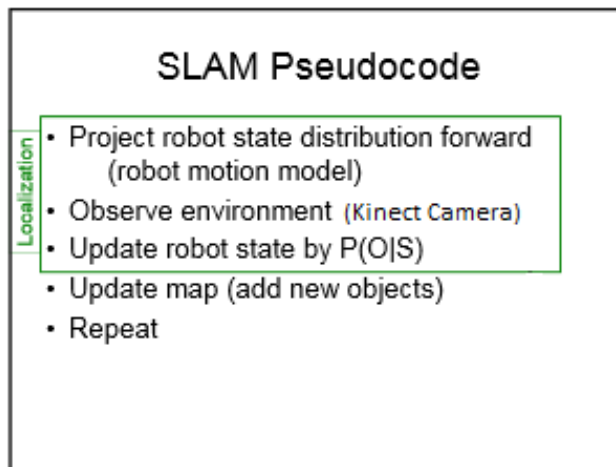 SLAM Pseudocode
Localization
• Project robot state distribution forward
(robot motion model)
• Observe environment (Kinect Camera)
• Update robot state by P(O|S)
• Update map (add new objects)
• Repeat